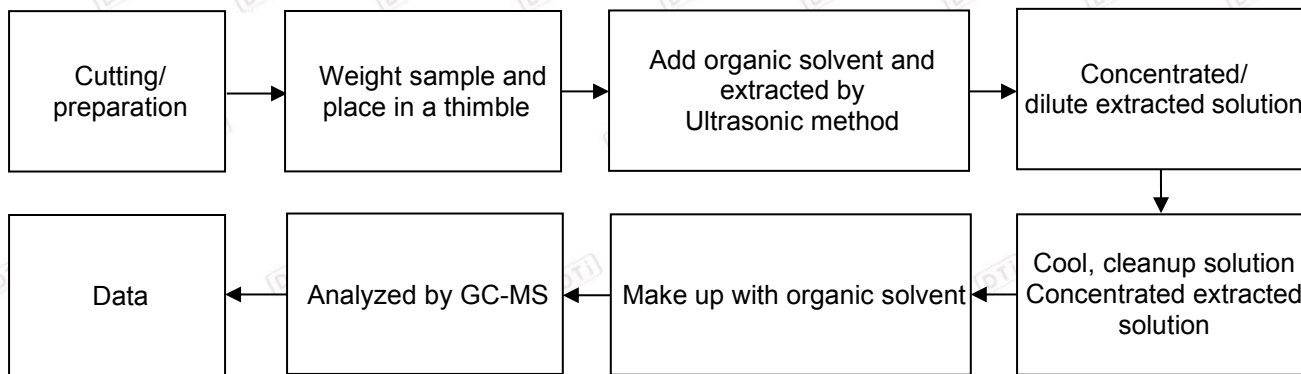 Cutting/
preparation
Weight sample and
place in a thimble
Add organic solvent and
extracted by
Ultrasonic method
Concentrated/
dilute extracted solution
Cool, cleanup solution
Concentrated extracted
solution
Make up with organic solvent
Analyzed by GC-MS
Data